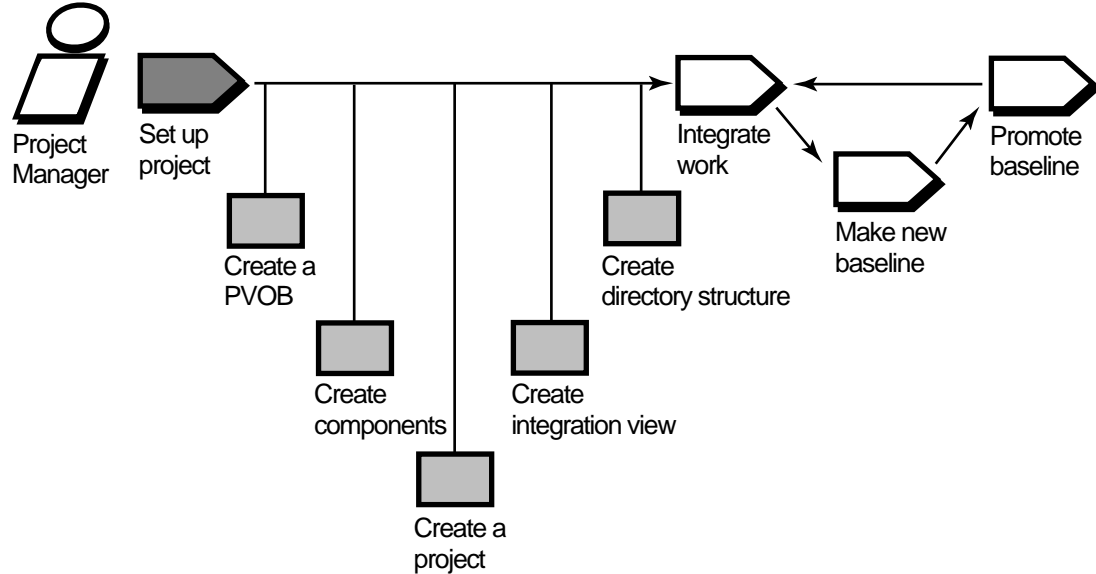 Project
Manager
Set up
project
Integrate
work
Promote
baseline
Make new
baseline
Create a
PVOB
Create
directory structure
Create
components
Create
integration view
Create a
project